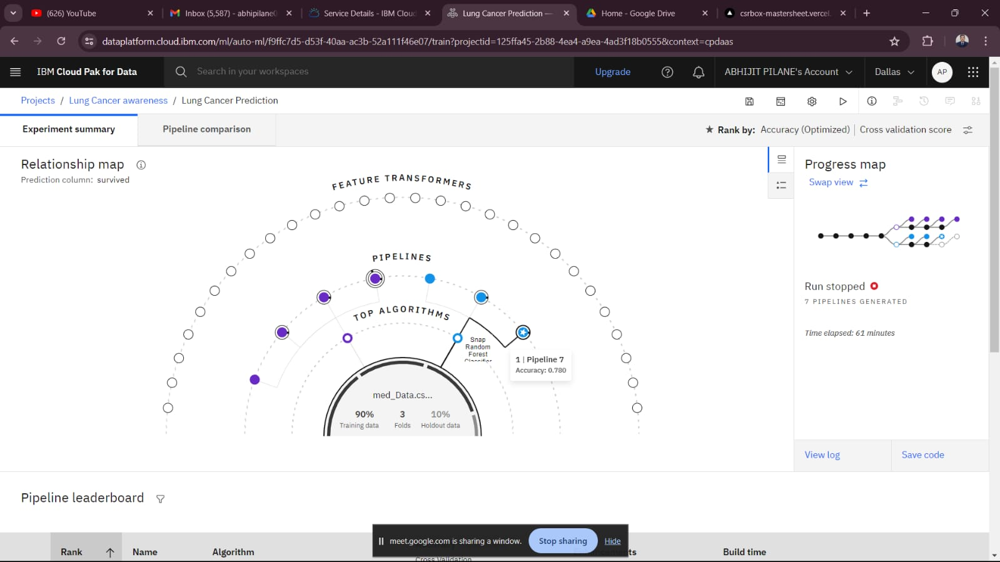 (626) YouTube
Inbox (5,587) - abhipilane0
Service Details - IBM Cloud
Lung Cancer Prediction —
Home - Google Drive
csrbox-mastersheet.vercel.
dataplatform.cloud.ibm.com/ml/auto-ml/f9ffc7d5-d53f-40aa-ac3b-52a111f46e07/train?projectid=125ffa45-2b88-4ea4-a9ea-4ad3f18b0555&context=cpdaas
IBM Cloud Pak for Data
Search in your workspaces
Upgrade
ABHIJIT PILANE's Account
Dallas
AP
Projects / Lung Cancer awareness / Lung Cancer Prediction
Experiment summary
Pipeline comparison
Rank by: Accuracy (Optimized) | Cross validation score
Relationship map
Prediction column: survived
FEATURE TRANSFORMERS
PIPELINES
TOP ALGORITHMS
Snap
Random
Forest
Classifier
1 | Pipeline 7
Accuracy: 0.780
med_Data.cs...
90%
Training data
3
Folds
10%
Holdout data
Progress map
Swap view
Run stopped
7 PIPELINES GENERATED
Time elapsed: 61 minutes
View log
Save code
Pipeline leaderboard
meet.google.com is sharing a window.
Stop sharing
Hide
Rank
Name
Algorithm
Cross Validation
Build time